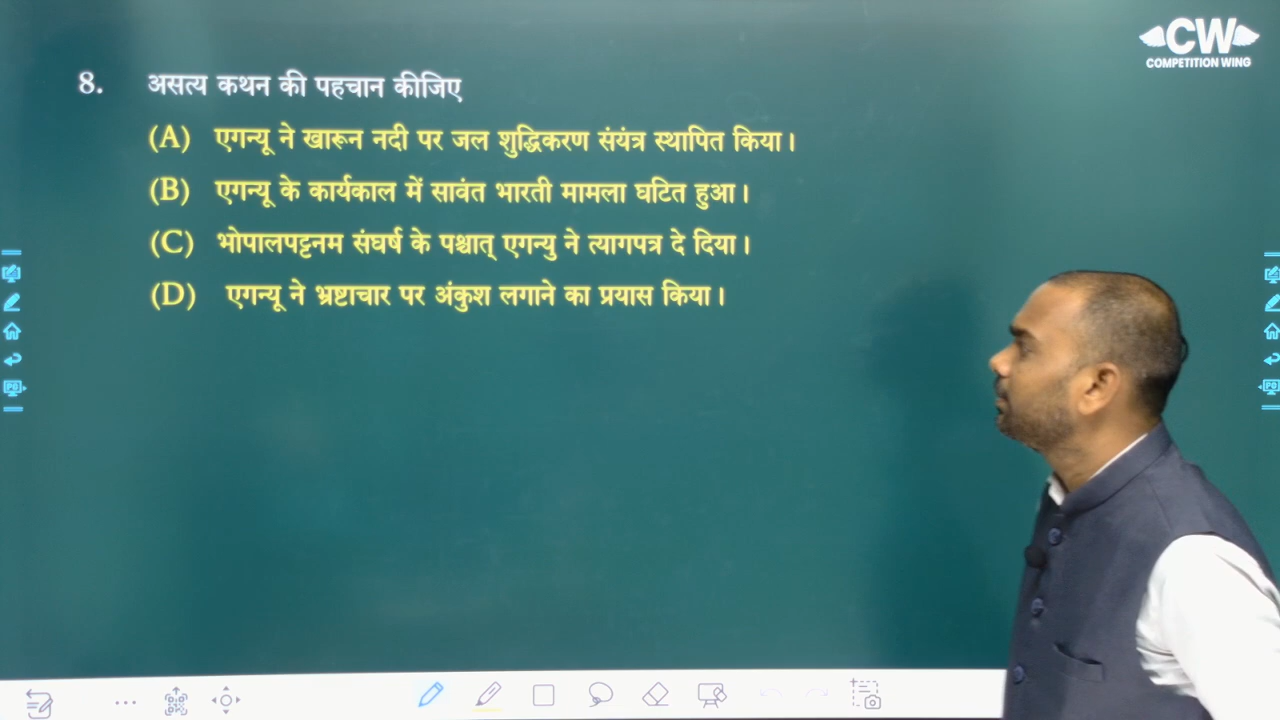 CW
COMPETITION WING
8. असत्य कथन की पहचान कीजिए
(A) एगन्यू ने खारून नदी पर जल शुद्धिकरण संयंत्र स्थापित किया।
(B) एगन्यू के कार्यकाल में सावंत भारती मामला घटित हुआ।
(C) भोपालपट्टनम संघर्ष के पश्चात् एगन्यु ने त्यागपत्र दे दिया।
(D) एगन्यू ने भ्रष्टाचार पर अंकुश लगाने का प्रयास किया।